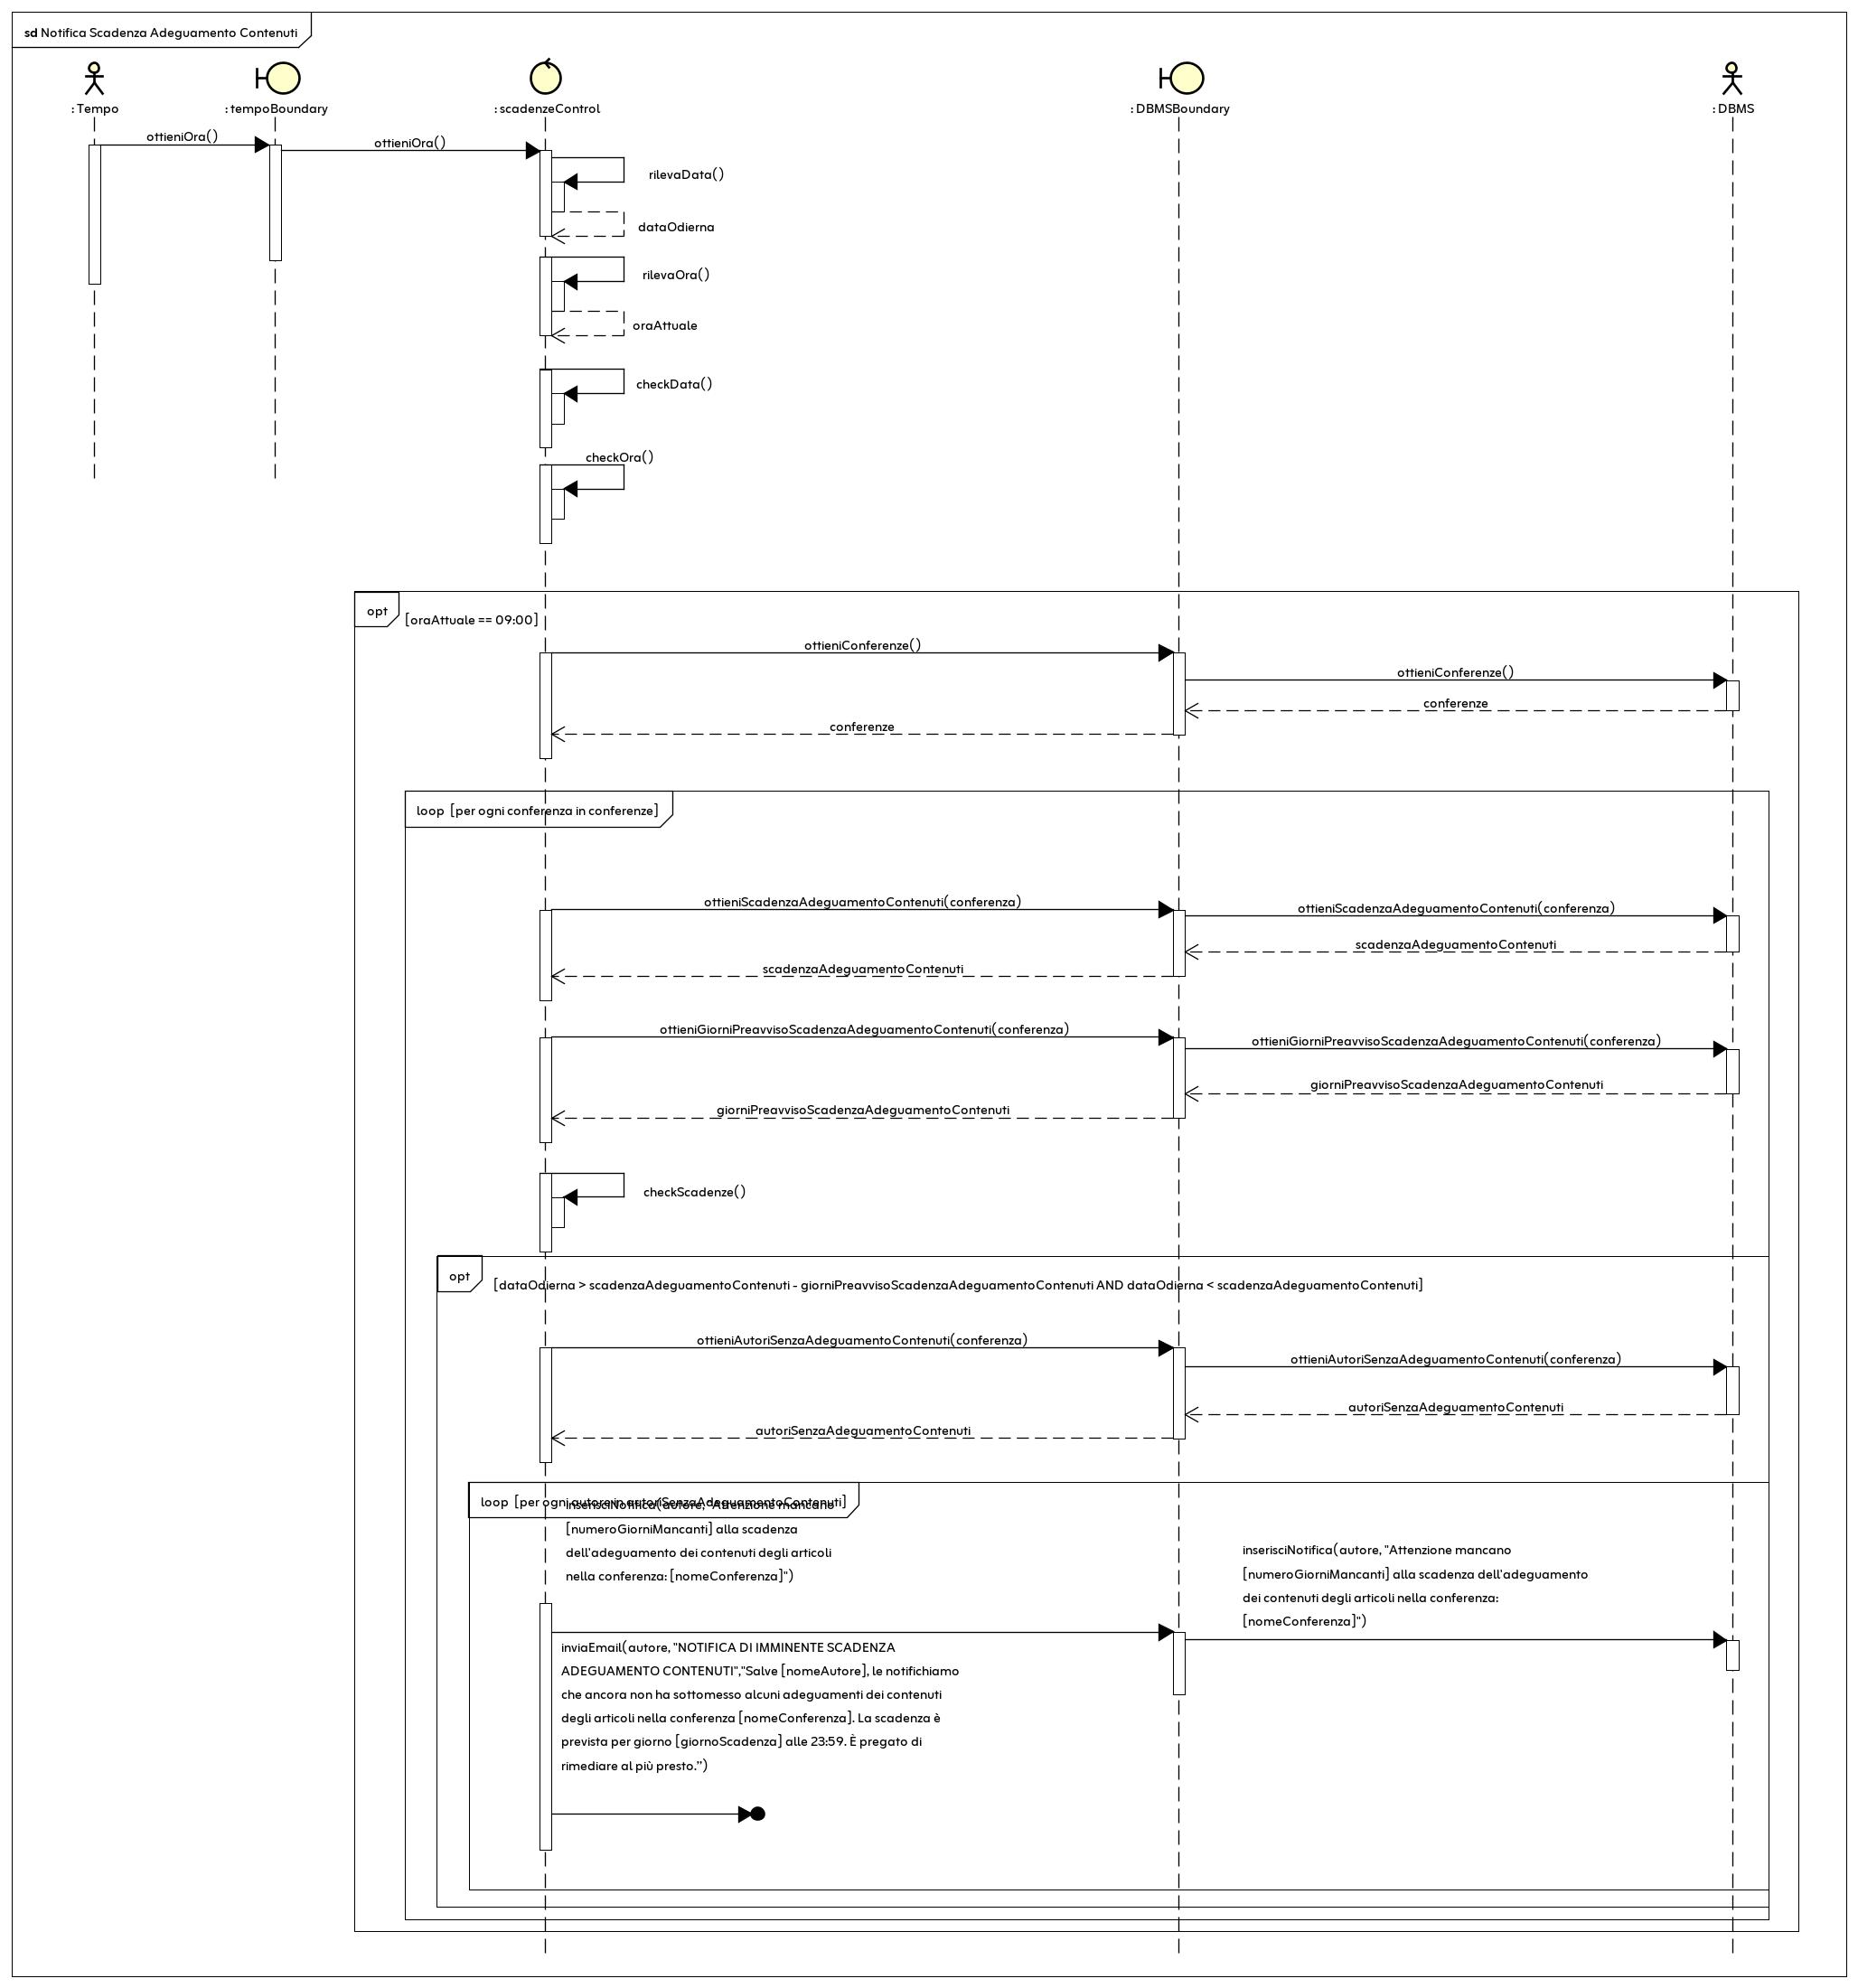 sd Notifica Scadenza Adeguamento Contenuti
: Tempo
: tempoBoundary
: scadenzeControl
: DBMSBoundary
: DBMS
ottieniOra()
ottieniOra()
rilevaData()
dataOdierna
rilevaOra()
oraAttuale
checkData()
checkOra()
opt
[oraAttuale == 09:00]
ottieniConferenze()
ottieniConferenze()
conferenze
conferenze
loop [per ogni conferenza in conferenze]
ottieniScadenzaAdeguamentoContenuti(conferenza)
ottieniScadenzaAdeguamentoContenuti(conferenza)
scadenzaAdeguamentoContenuti
scadenzaAdeguamentoContenuti
ottieniGiorniPreavvisoScadenzaAdeguamentoContenuti(conferenza)
ottieniGiorniPreavvisoScadenzaAdeguamentoContenuti(conferenza)
giorniPreavvisoScadenzaAdeguamentoContenuti
giorniPreavvisoScadenzaAdeguamentoContenuti
checkScadenze()
opt
[dataOdierna > scadenzaAdeguamentoContenuti - giorniPreavvisoScadenzaAdeguamentoContenuti AND dataOdierna < scadenzaAdeguamentoContenuti]
ottieniAutoriSenzaAdeguamentoContenuti(conferenza)
ottieniAutoriSenzaAdeguamentoContenuti(conferenza)
autoriSenzaAdeguamentoContenuti
autoriSenzaAdeguamentoContenuti
loop [per ogni autore in autoriSenzaAdeguamentoContenuti]
inserisciNotifica(autore, "Attenzione mancano
[numeroGiorniMancanti] alla scadenza
dell'adeguamento dei contenuti degli articoli
nella conferenza: [nomeConferenza]")
inserisciNotifica(autore, "Attenzione mancano
[numeroGiorniMancanti] alla scadenza dell'adeguamento
dei contenuti degli articoli nella conferenza:
[nomeConferenza]")
inviaEmail(autore, "NOTIFICA DI IMMINENTE SCADENZA
ADEGUAMENTO CONTENUTI","Salve [nomeAutore], le notifichiamo
che ancora non ha sottomesso alcuni adeguamenti dei contenuti
degli articoli nella conferenza [nomeConferenza]. La scadenza è
prevista per giorno [giornoScadenza] alle 23:59. È pregato di
rimediare al più presto.")